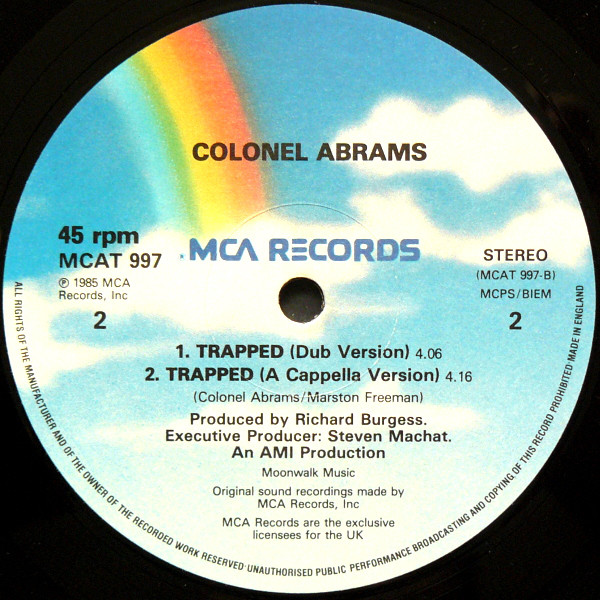 COLONEL ABRAMS
45 rpm
MCAT 997
℗ 1985 MCA
Records, Inc
2
MCA RECORDS
STEREO
(MCAT 997-B)
MCPS/BIEM
2
1. TRAPPED (Dub Version) 4.06
2. TRAPPED (A Cappella Version) 4.16
(Colonel Abrams/Marston Freeman)
Produced by Richard Burgess.
Executive Producer: Steven Machat.
An AMI Production
Moonwalk Music
Original sound recordings made by
MCA Records, Inc
MCA Records are the exclusive
licensees for the UK
ALL RIGHTS OF THE MANUFACTURER AND OF THE OWNER OF THE RECORDED WORK RESERVED·UNAUTHORISED PUBLIC PERFORMANCE BROADCASTING AND COPYING OF THIS RECORD PROHIBITED·MADE IN ENGLAND